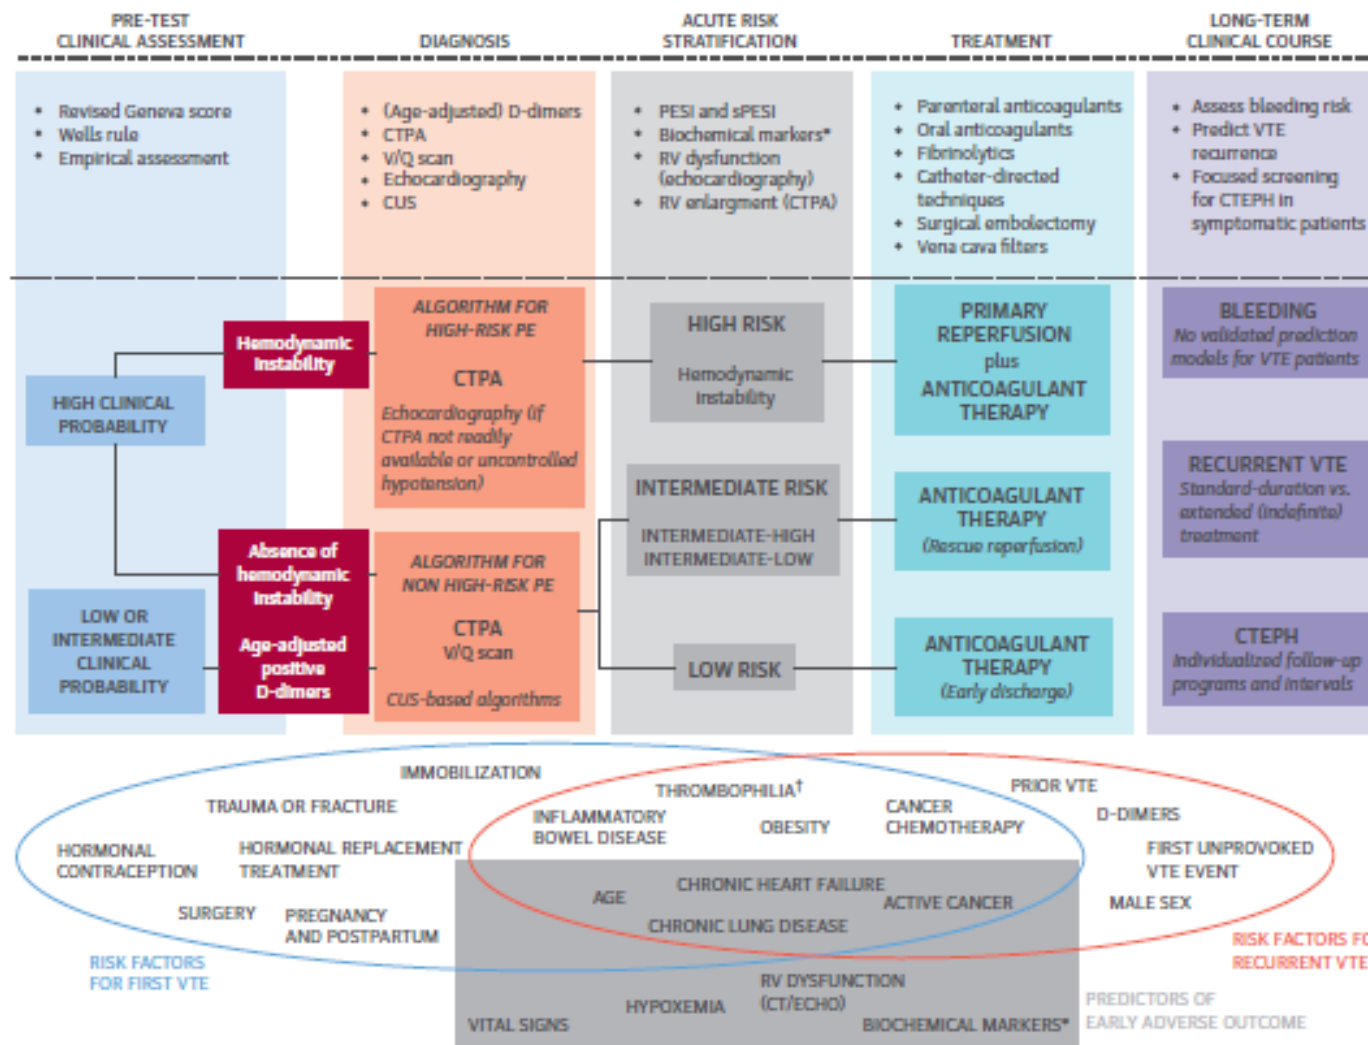 PRE-TEST
CLINICAL ASSESSMENT
DIAGNOSIS
ACUTE RISK
STRATIFICATION
TREATMENT
LONG-TERM
CLINICAL COURSE
• Revised Geneva score
• Wells rule
• Empirical assessment
• (Age-adjusted) D-dimers
• CTPA
• V/Q scan
• Echocardiography
• CUS
• PESI and sPESI
• Biochemical markers*
• RV dysfunction
(echocardiography)
• RV enlargment (CTPA)
• Parenteral anticoagulants
• Oral anticoagulants
• Fibrinolytics
• Catheter-directed
techniques
• Surgical embolectomy
• Vena cava filters
• Assess bleeding risk
• Predict VTE
recurrence
• Focused screening
for CTEPH in
symptomatic patients
HIGH CLINICAL
PROBABILITY
LOW OR
INTERMEDIATE
CLINICAL
PROBABILITY
Hemodynamic
instability
Absence of
hemodynamic
instability
Age-adjusted
positive
D-dimers
ALGORITHM FOR
HIGH-RISK PE
CTPA
Echocardiography (if
CTPA not readily
available or uncontrolled
hypotension)
ALGORITHM FOR
NON HIGH-RISK PE
CTPA
V/Q scan
CUS-based algorithms
HIGH RISK
Hemodynamic
instability
INTERMEDIATE RISK
INTERMEDIATE-HIGH
INTERMEDIATE-LOW
LOW RISK
PRIMARY
REPERFUSION
plus
ANTICOAGULANT
THERAPY
ANTICOAGULANT
THERAPY
(Rescue reperfusion)
ANTICOAGULANT
THERAPY
(Early discharge)
BLEEDING
No validated prediction
models for VTE patients
RECURRENT VTE
Standard-duration vs.
extended (indefinite)
treatment
CTEPH
Individualized follow-up
programs and intervals
IMMOBILIZATION
TRAUMA OR FRACTURE
HORMONAL
CONTRACEPTION
HORMONAL REPLACEMENT
TREATMENT
SURGERY
PREGNANCY
AND POSTPARTUM
RISK FACTORS
FOR FIRST VTE
THROMBOPHILIA†
INFLAMMATORY
BOWEL DISEASE
OBESITY
CANCER
CHEMOTHERAPY
PRIOR VTE
D-DIMERS
FIRST UNPROVOKED
VTE EVENT
MALE SEX
RISK FACTORS FO
RECURRENT VTE
AGE
CHRONIC HEART FAILURE
ACTIVE CANCER
CHRONIC LUNG DISEASE
VITAL SIGNS
HYPOXEMIA
RV DYSFUNCTION
(CT/ECHO)
BIOCHEMICAL MARKERS*
PREDICTORS OF
EARLY ADVERSE OUTCOME